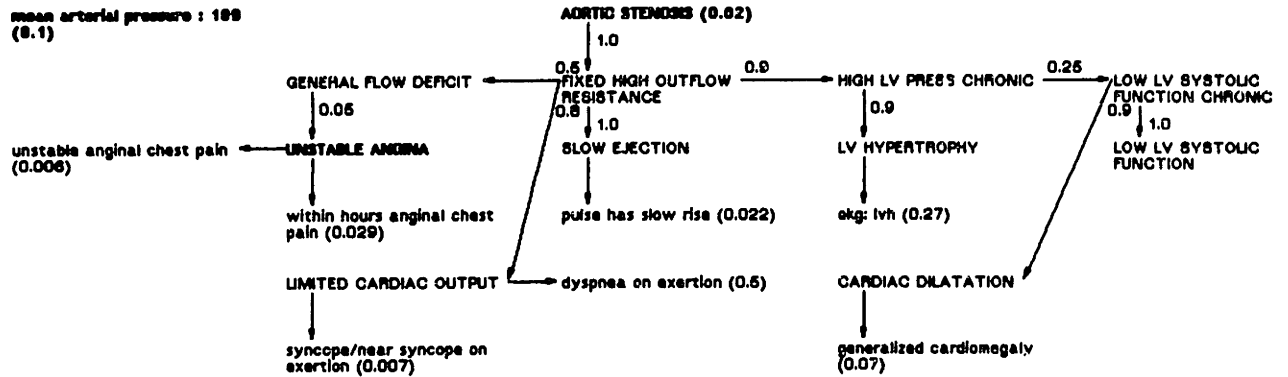 mean arterial pressure : 199
(0.1)
AORTIC STENOSIS (0.02)
1.0
GENERAL FLOW DEFICIT
0.5
FIXED HIGH OUTFLOW
RESISTANCE
0.9
HIGH LV PRESS CHRONIC
0.25
LOW LV SYSTOLIC
FUNCTION CHRONIC
0.05
0.8
1.0
0.9
0.9
1.0
unstable anginal chest pain
(0.006)
UNSTABLE ANGINA
SLOW EJECTION
LV HYPERTROPHY
LOW LV SYSTOLIC
FUNCTION
within hours anginal chest
pain (0.029)
pulse has slow rise (0.022)
ekg: lvh (0.27)
LIMITED CARDIAC OUTPUT
dyspnea on exertion (0.5)
CARDIAC DILATATION
syncope/near syncope on
exertion (0.007)
generalized cardiomegaly
(0.07)